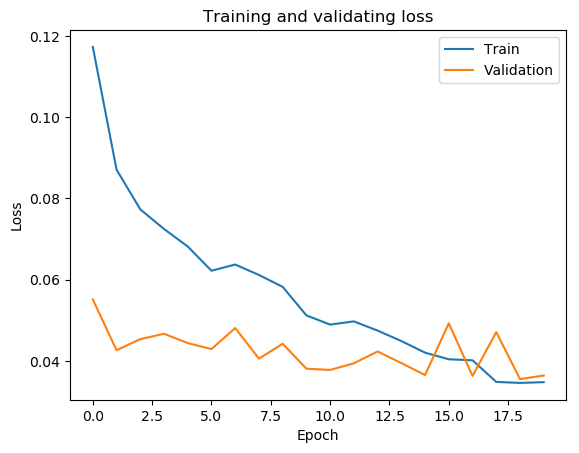 Training and validating loss
Train
Validation
0.12
0.10
0.08
0.06
0.04
Loss
0.0 2.5 5.0 7.5 10.0 12.5 15.0 17.5
Epoch